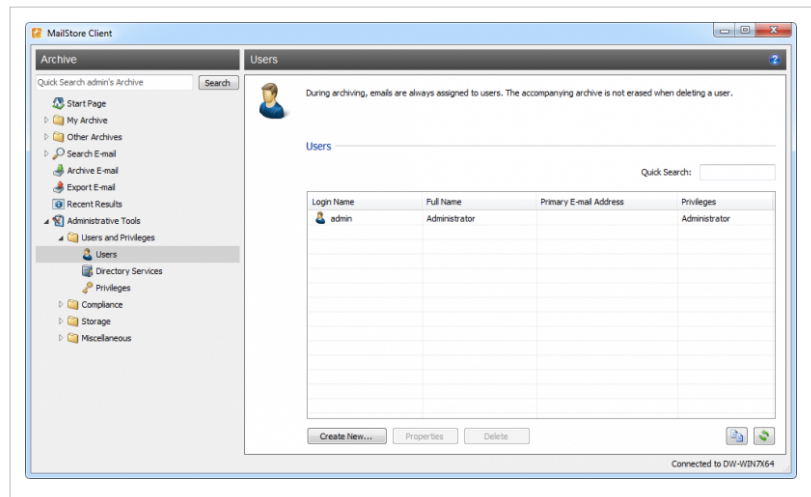 MailStore Client
Archive
Users
Quick Search admin's Archive
Search
Start Page
My Archive
Other Archives
Search E-mail
Archive E-mail
Export E-mail
Recent Results
Administrative Tools
Users and Privileges
Users
Directory Services
Privileges
Compliance
Storage
Miscellaneous
During archiving, emails are always assigned to users. The accompanying archive is not erased when deleting a user.
Users
Quick Search:
Login Name Full Name Primary E-mail Address Privileges
admin Administrator Administrator
Create New... Properties Delete
Connected to DW-WIN7X64